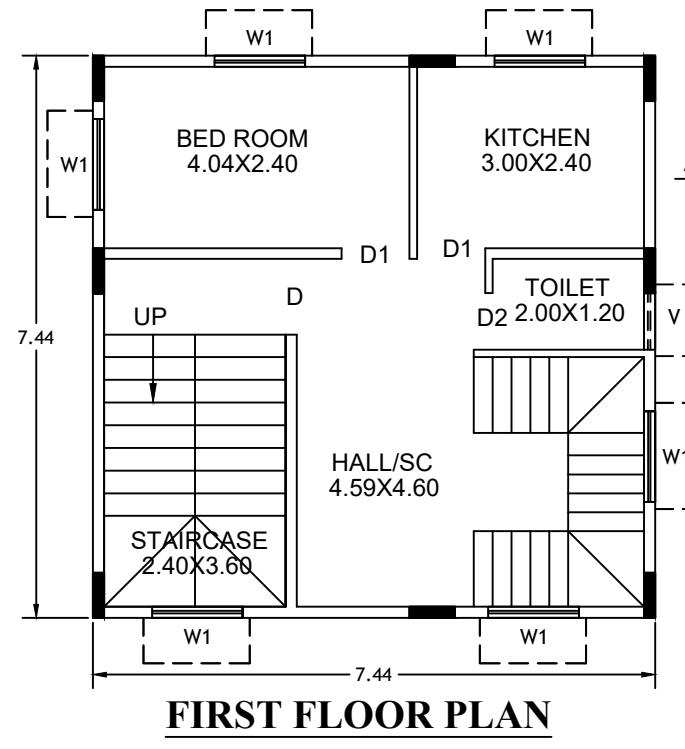 W1
W1
BED ROOM
4.04X2.40
KITCHEN
3.00X2.40
W1
D1
D1
D
TOILET
2.00X1.20
UP
D2
V
7.44
HALL/SC
4.59X4.60
W1
STAIRCASE
2.40X3.60
W1
W1
7.44
FIRST FLOOR PLAN